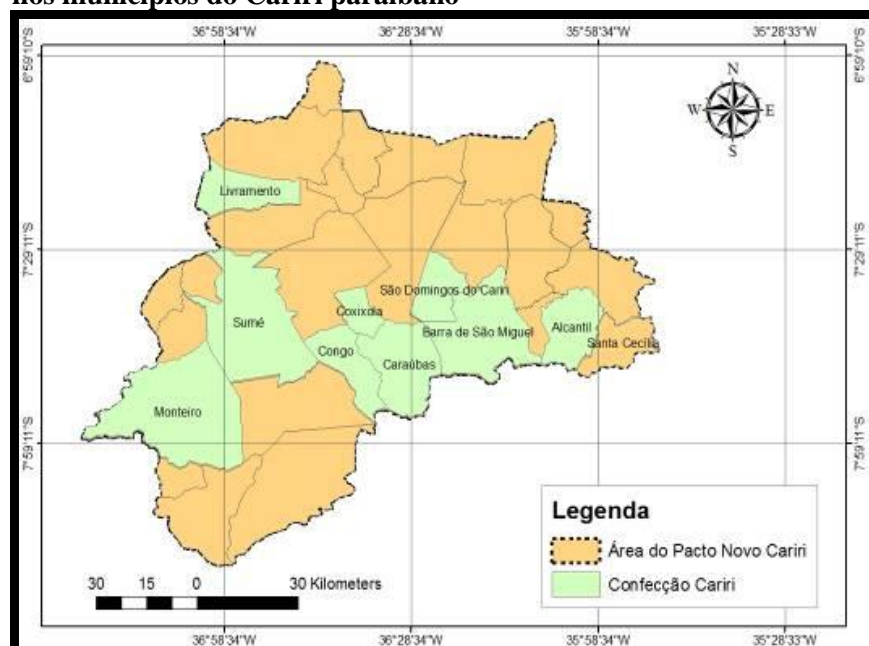 nos municípios do Cariri paraibano
36°58'34"W 36°28'34"W 35°58'34"W 35°28'33"W
6°59'10"S
6°59'10"S
N
W E
S
Livramento
7°29'11"S
7°29'11"S
São Domingos do Cariri
Coxixola
Sumé
Barra de São Miguel
Alcantil
Santa Cecília
Congo
Caraúbas
Monteiro
7°59'11"S
7°59'11"S
Legenda
Área do Pacto Novo Cariri
Confecção Cariri
30 15 0 30 Kilometers
36°58'34"W 36°28'34"W 35°58'34"W 35°28'33"W